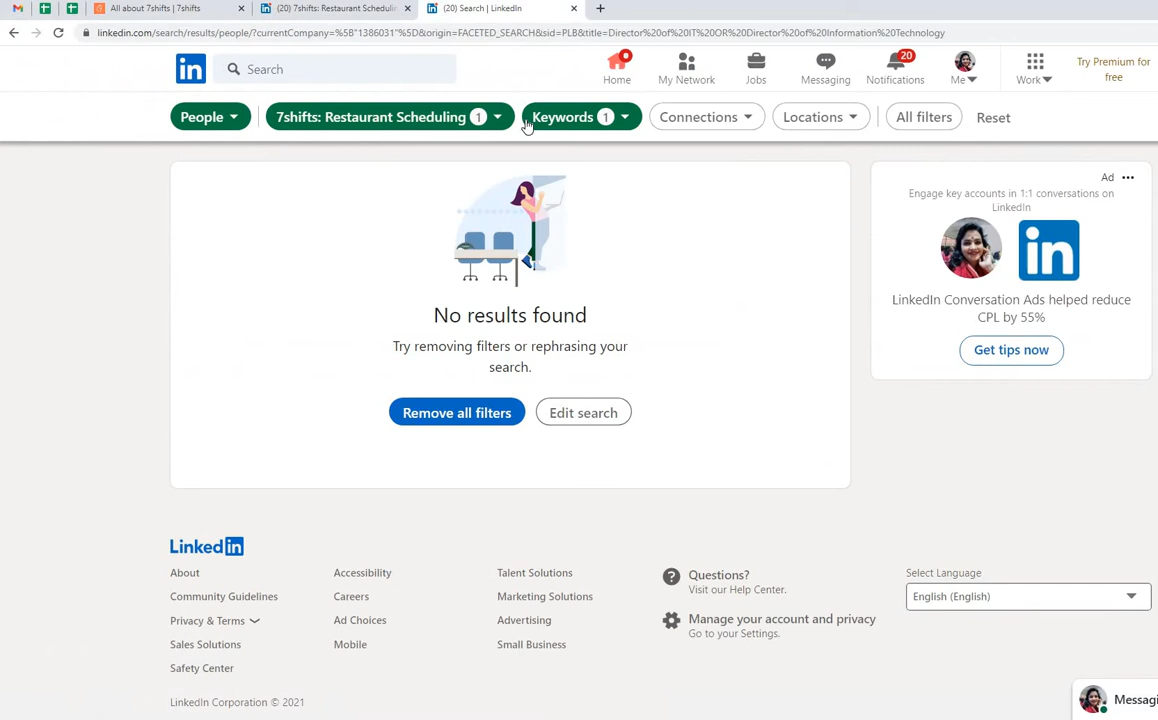 All about 7shifts | 7shifts
(20) 7shifts: Restaurant Schedulin
(20) Search | LinkedIn
linkedin.com/search/results/people/?currentCompany=%5B"1386031"%5D&origin=FACETED_SEARCH&sid=PLB&title=Director%20of%20IT%20OR%20Director%20of%20Information%20Technology
in
Search
Home
My Network
Jobs
Messaging
20
Notifications
Me
Work
Try Premium for
free
People
7shifts: Restaurant Scheduling 1
Keywords 1
Connections
Locations
All filters
Reset
No results found
Try removing filters or rephrasing your
search.
Remove all filters
Edit search
Ad
Engage key accounts in 1:1 conversations on
LinkedIn
in
LinkedIn Conversation Ads helped reduce
CPL by 55%
Get tips now
LinkedIn
About
Accessibility
Talent Solutions
Community Guidelines
Careers
Marketing Solutions
Privacy & Terms
Ad Choices
Advertising
Sales Solutions
Mobile
Small Business
Safety Center
? Questions?
Visit our Help Center.
Manage your account and privacy
Go to your Settings.
Select Language
English (English)
LinkedIn Corporation © 2021
Messagi